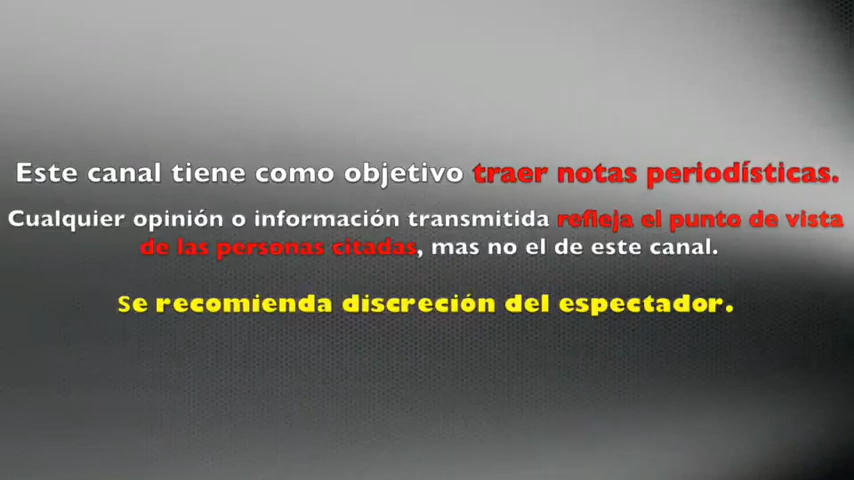 Este canal tiene como objetivo traer notas periodísticas.
Cualquier opinión o información transmitida refleja el punto de vista
de las personas citadas, mas no el de este canal.
Se recomienda discreción del espectador.